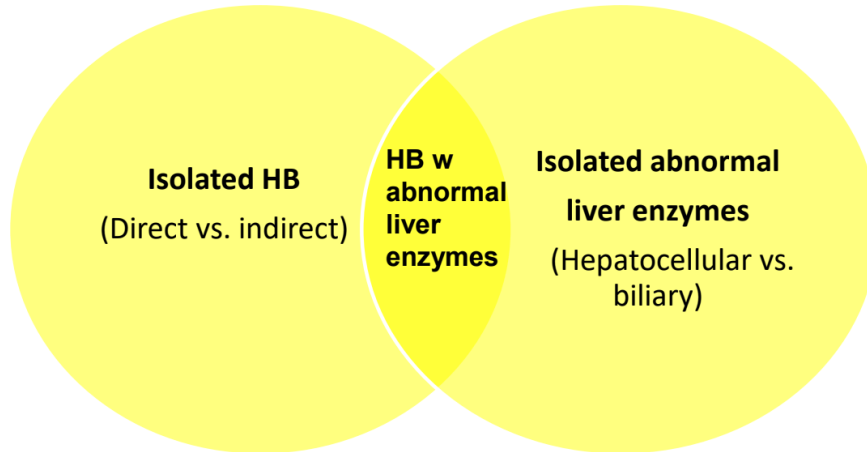 Isolated HB
(Direct vs. indirect)
HB w
abnormal
liver
enzymes
Isolated abnormal
liver enzymes
(Hepatocellular vs.
biliary)